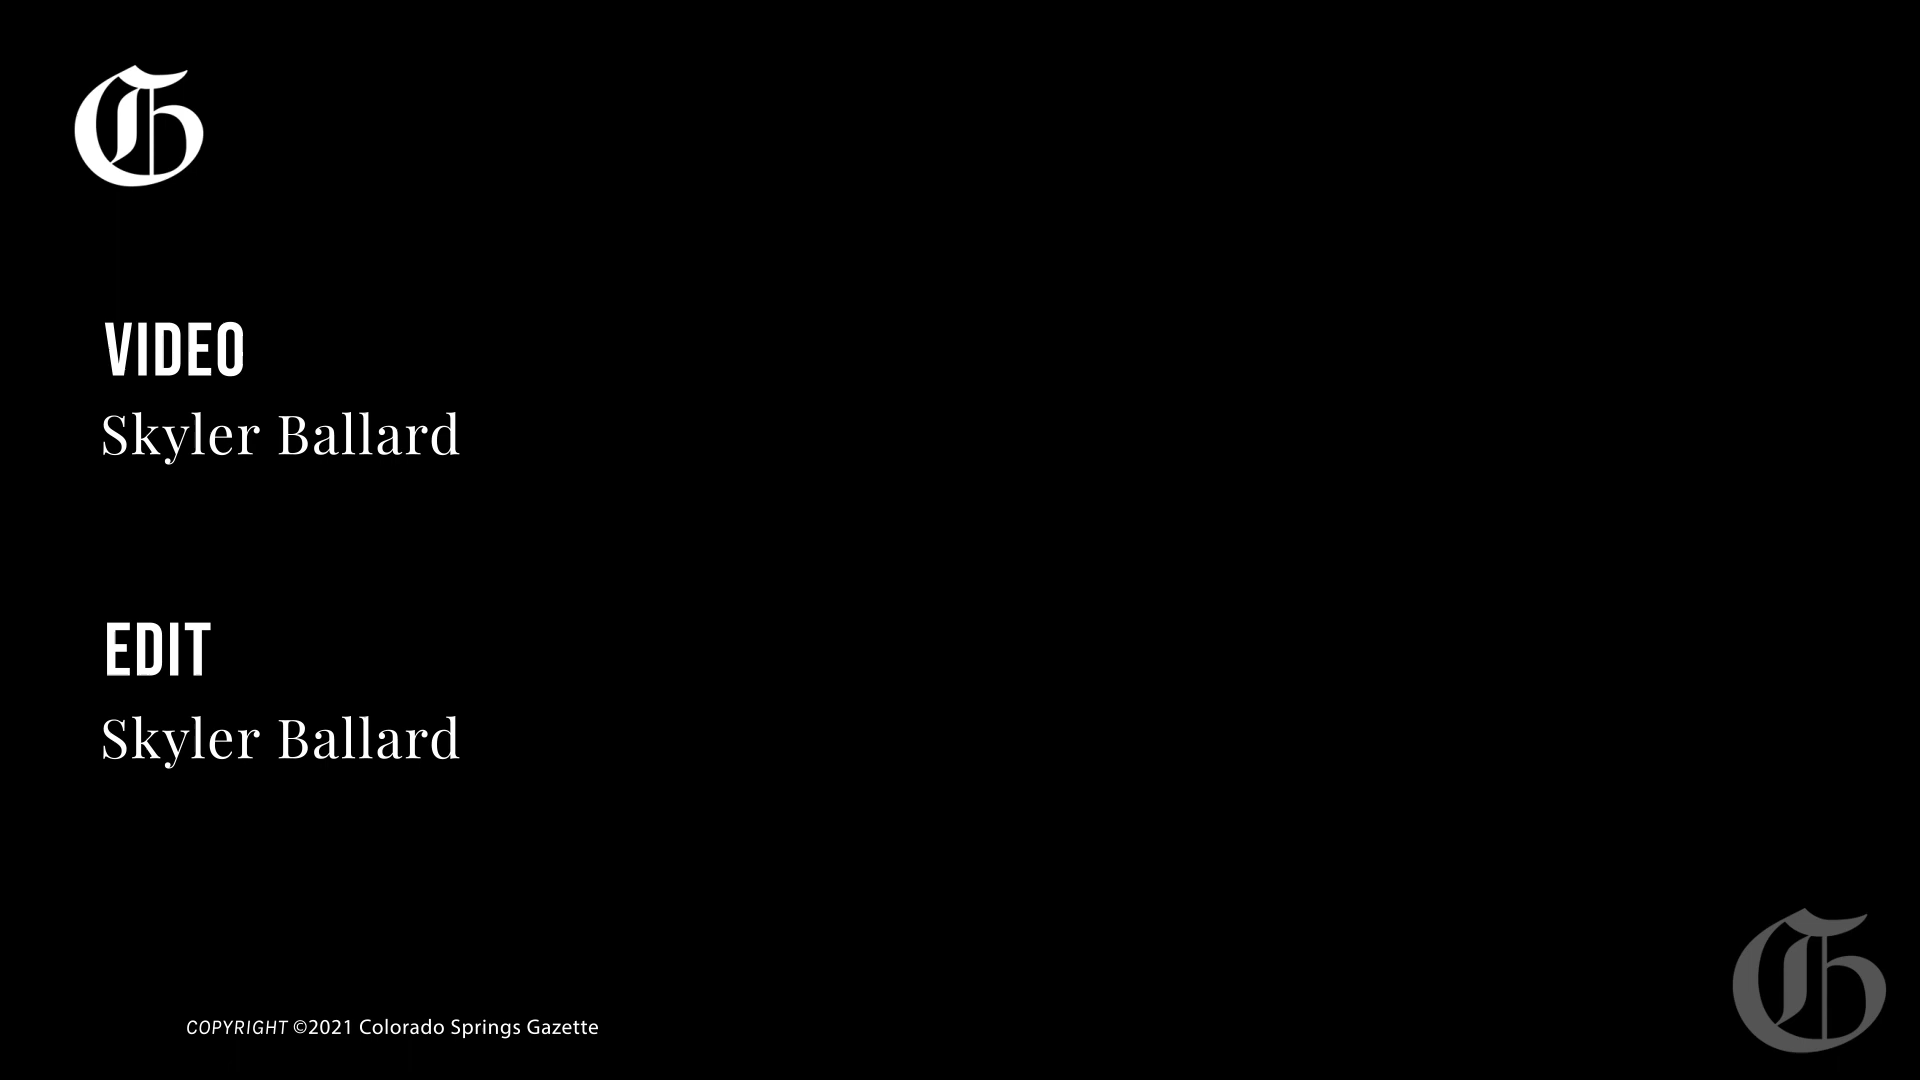 G
VIDEO
Skyler Ballard
EDIT
Skyler Ballard
COPYRIGHT ©2021 Colorado Springs Gazette
G